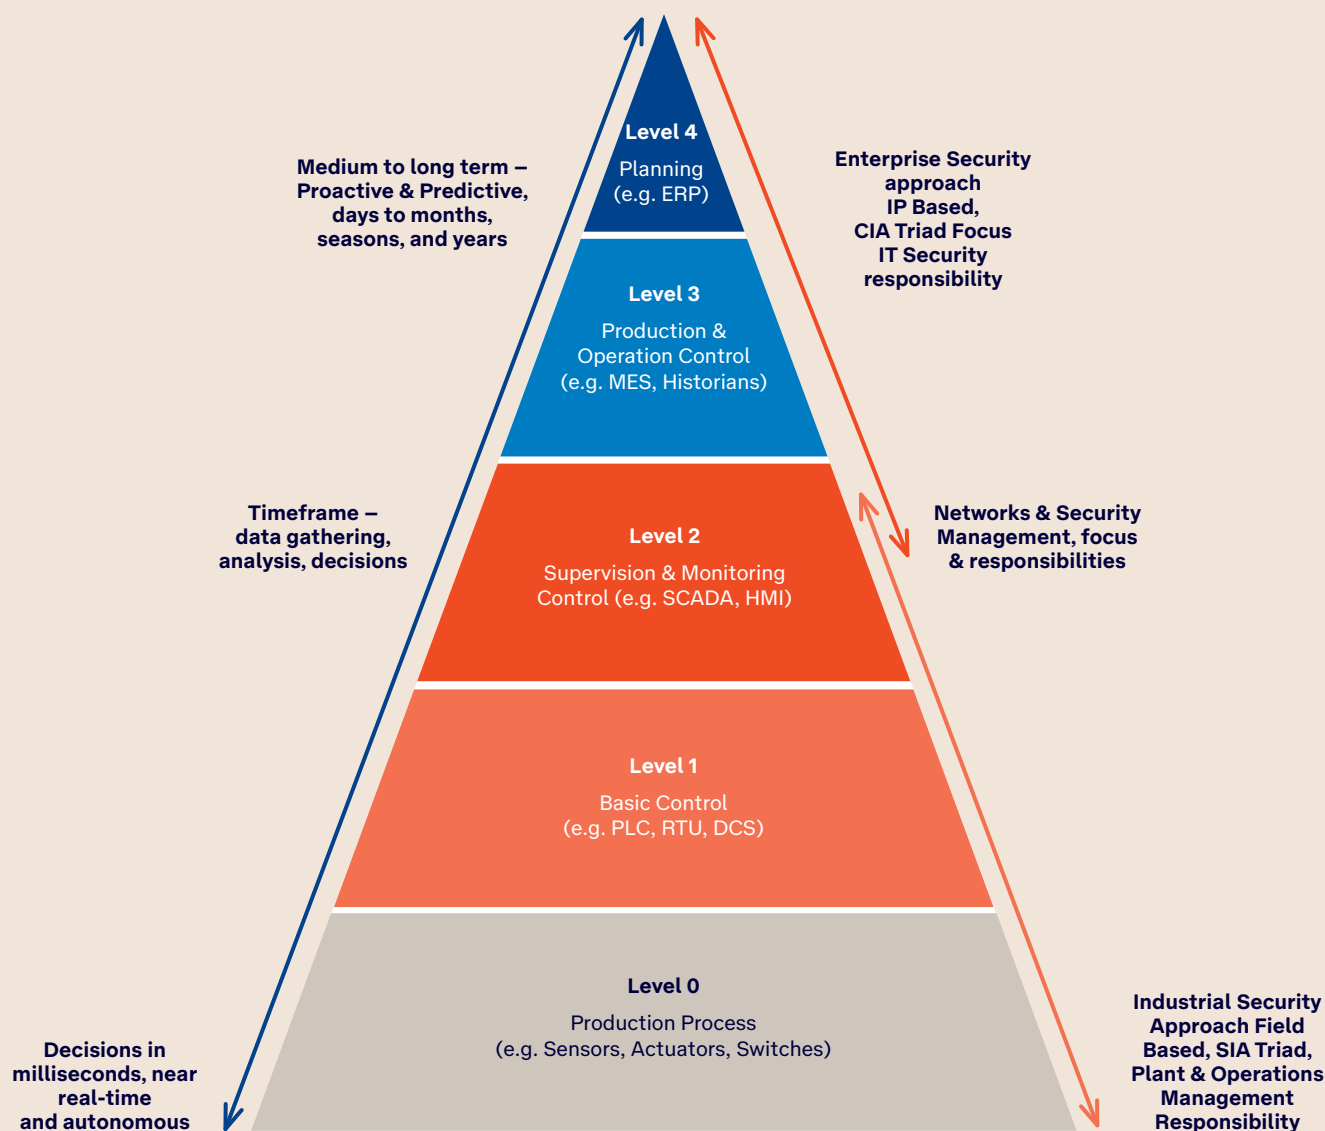 Level 4
Planning
(e.g. ERP)
Medium to long term –
Proactive & Predictive,
days to months,
seasons, and years
Enterprise Security
approach
IP Based,
CIA Triad Focus
IT Security
responsibility
Level 3
Production &
Operation Control
(e.g. MES, Historians)
Timeframe –
data gathering,
analysis, decisions
Level 2
Supervision & Monitoring
Control (e.g. SCADA, HMI)
Networks & Security
Management, focus
& responsibilities
Level 1
Basic Control
(e.g. PLC, RTU, DCS)
Level 0
Production Process
(e.g. Sensors, Actuators, Switches)
Decisions in
milliseconds, near
real-time
and autonomous
Industrial Security
Approach Field
Based, SIA Triad,
Plant & Operations
Management
Responsibility